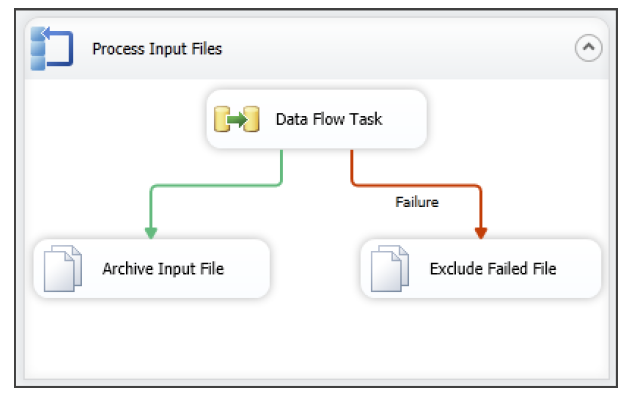 Process Input Files
Data Flow Task
Failure
Archive Input File
Exclude Failed File